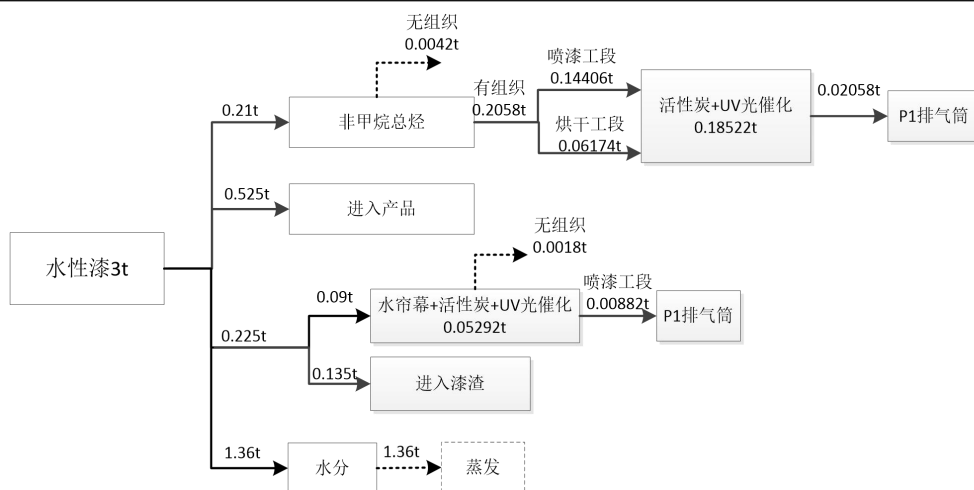 无组织
0.0042t
有组织
0.2058t
喷漆工段
0.14406t
烘干工段
0.06174t
0.21t
非甲烷总烃
活性炭+UV光催化
0.18522t
0.02058t
P1排气筒
0.525t
进入产品
水性漆3t
无组织
0.0018t
0.09t
水帘幕+活性炭+UV光催化
0.05292t
喷漆工段
0.00882t
P1排气筒
0.225t
0.135t
进入漆渣
1.36t
水分
1.36t
蒸发